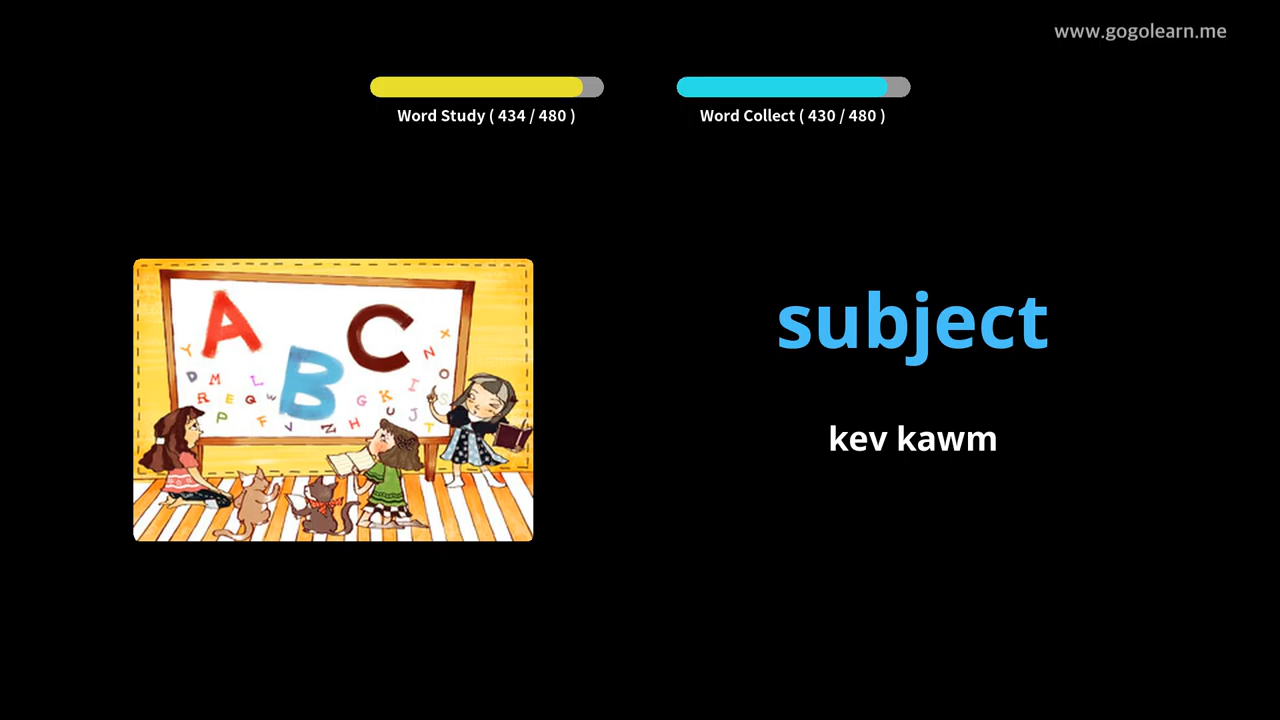 www.gogolearn.me
Word Study ( 434 / 480 )
Word Collect ( 430 / 480 )
A
B
C
X
Y
N
D M L O
R E Q W G K I S
P F V Z H U J T
subject
kev kawm